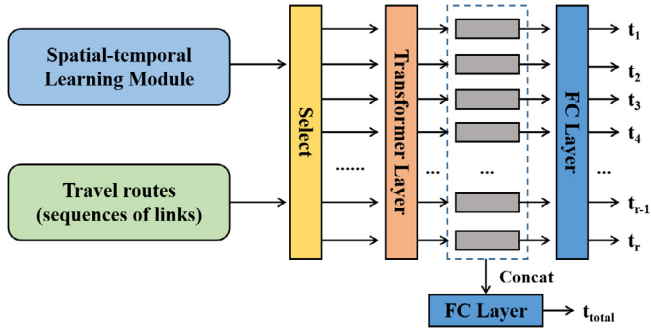 Spatial-temporal
Learning Module
Travel routes
(sequences of links)
Select
......
Transformer Layer
...
...
FC Layer
t1
t2
t3
t4
...
tr-1
tr
Concat
FC Layer
ttotal